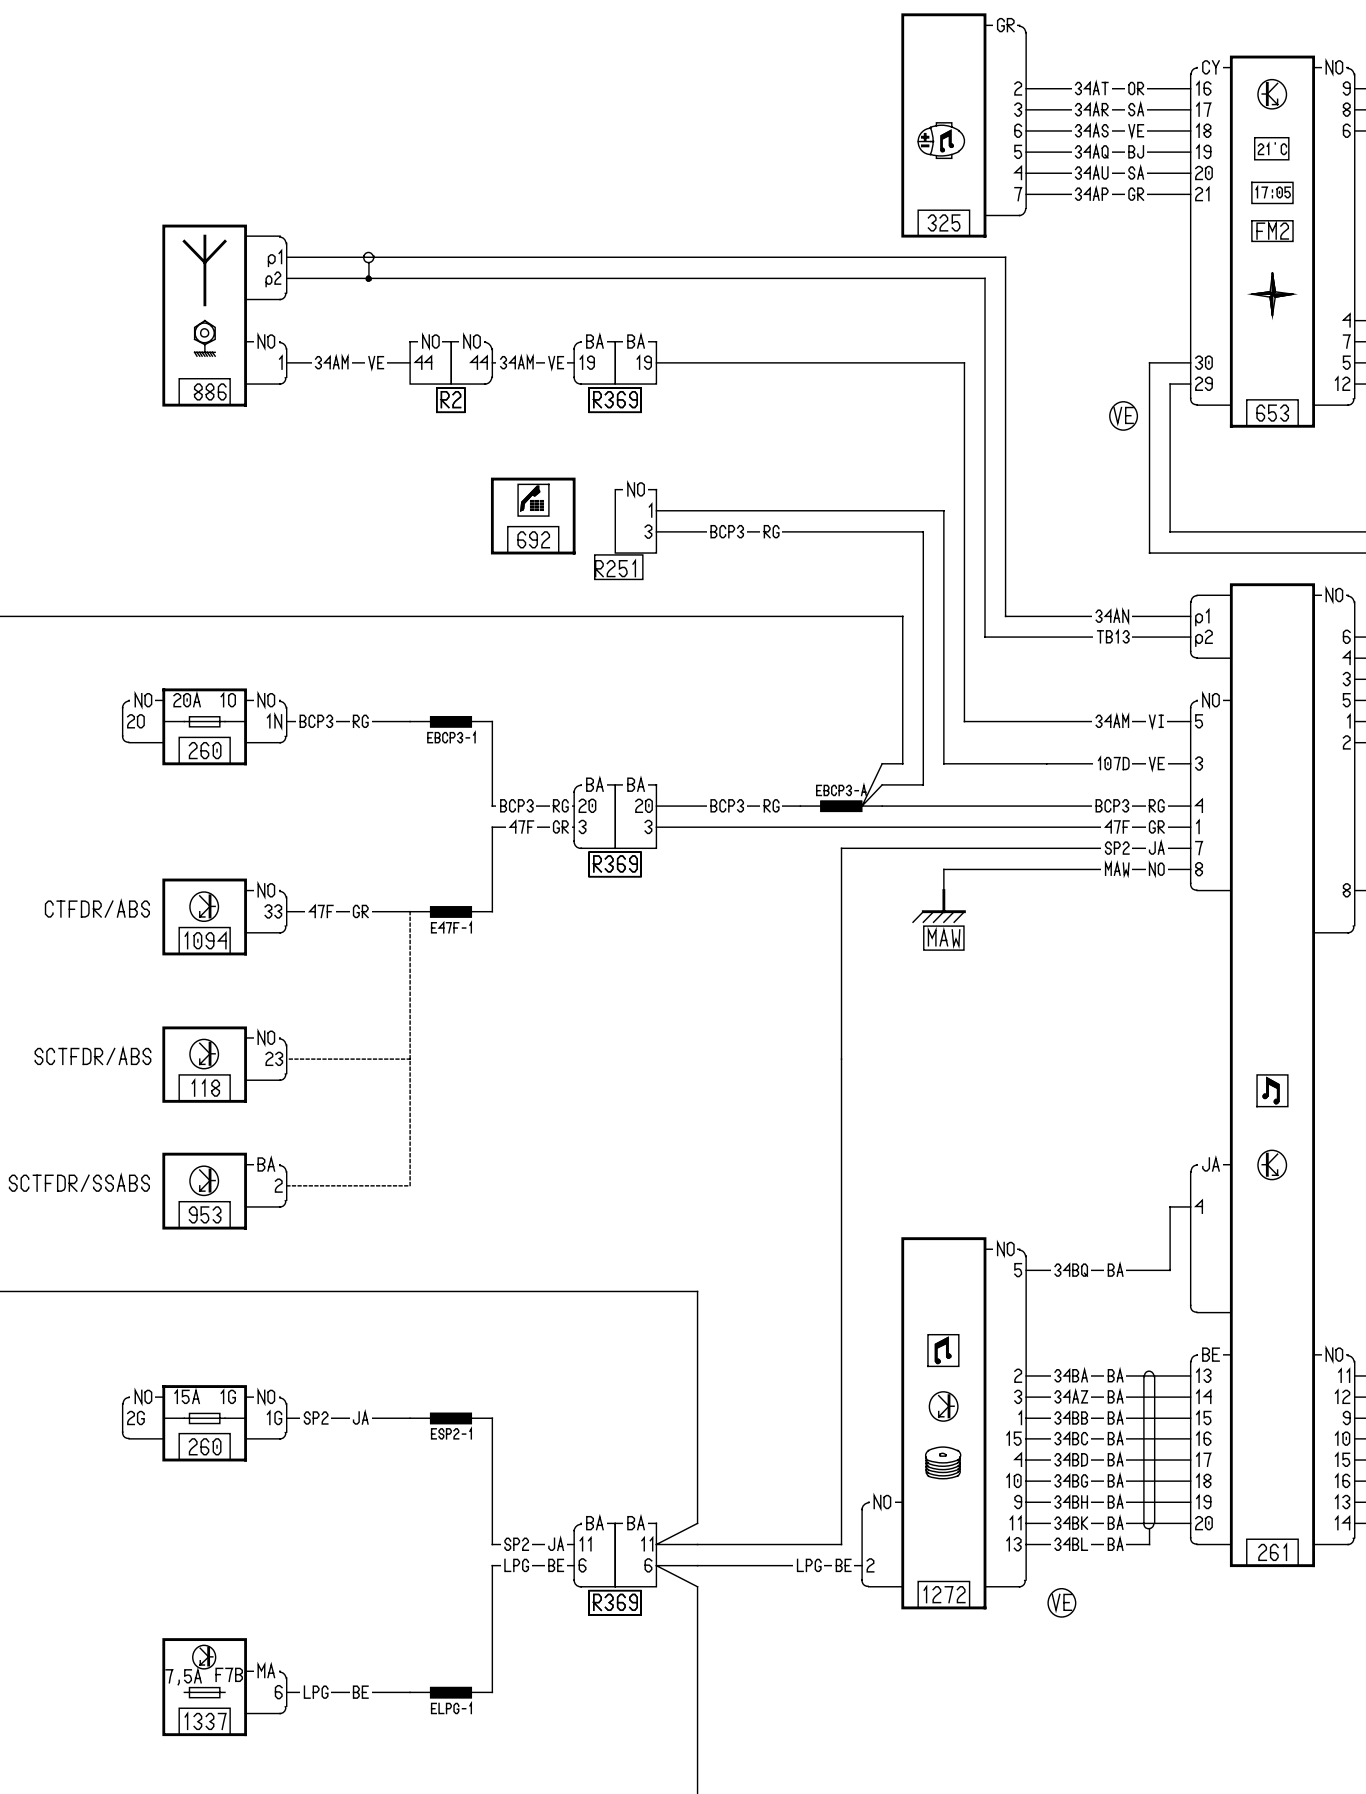 GR
2 34AT OR 16
3 34AR SA 17
6 34AS VE 18
5 34AQ BJ 19
4 34AU SA 20
7 34AP GR 21
325
CY NO
9
8
6
21°C
17:05
FM2
4
7
30 5
29 12
653
VE
p1
p2
NO
1 34AM VE 44 NO NO 44 34AM VE 19 BA BA 19
886
R2
R369
692
NO
1
3 BCP3 RG
R251
34AN p1
TB13 p2
NO
6
4
3
5
1
2
NO 20A 10 NO
20 1N BCP3 RG
260
EBCP3-1
NO
34AM VI 5
107D VE 3
BA BA
BCP3 RG 20 20 BCP3 RG EBCP3-A BCP3 RG 4
47F GR 3 3 47F GR 1
R369
SP2 JA 7
MAW NO 8
MAW
8
CTFDR/ABS NO
33 47F GR
1094
E47F-1
SCTFDR/ABS NO
23
118
SCTFDR/SSABS BA
2
953
JA
4
NO
5 34BQ BA
BE NO
2 34BA BA 13 11
3 34AZ BA 14 12
1 34BB BA 15 9
15 34BC BA 16 10
4 34BD BA 17 15
10 34BG BA 18 16
9 34BH BA 19 13
11 34BK BA 20 14
13 34BL BA
261
NO
LPG BE 2
1272
VE
NO 15A 1G NO
2G 1G SP2 JA
260
ESP2-1
BA BA
SP2 JA 11 11
LPG BE 6 6
R369
7,5A F7B MA
6 LPG BE
1337
ELPG-1